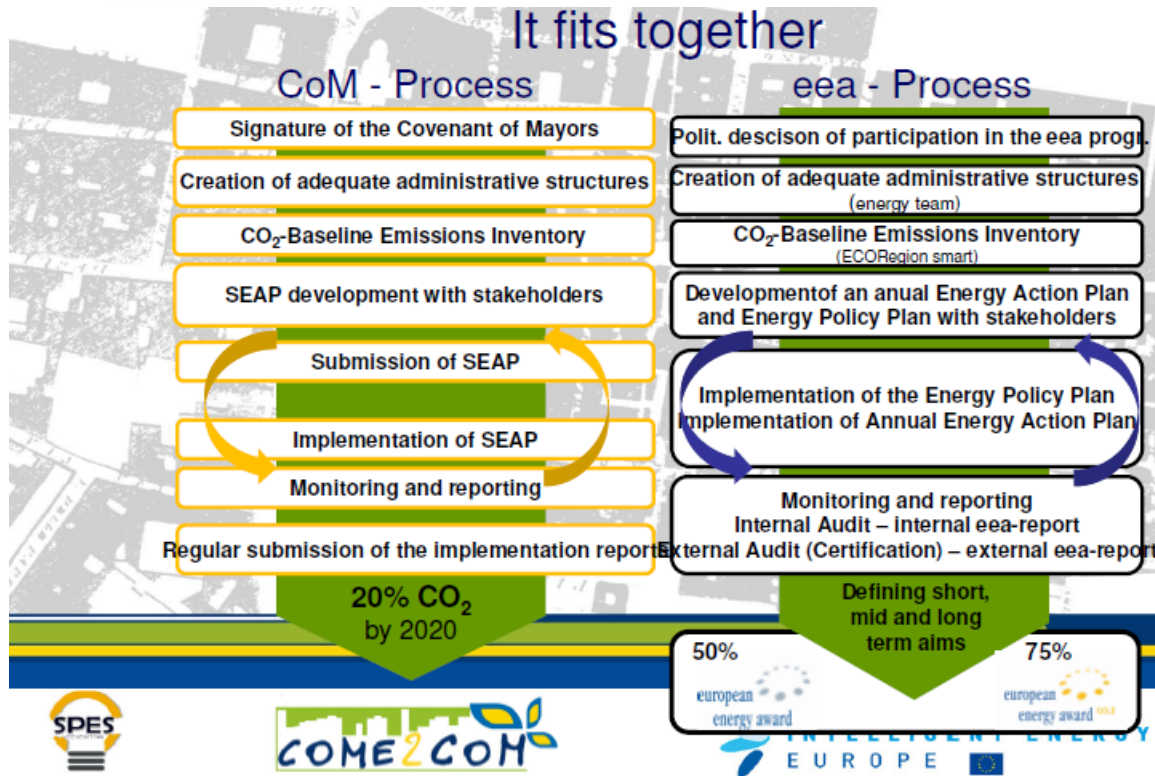 It fits together
CoM - Process
Signature of the Covenant of Mayors
Creation of adequate administrative structures
CO₂-Baseline Emissions Inventory
SEAP development with stakeholders
Submission of SEAP
Implementation of SEAP
Monitoring and reporting
Regular submission of the implementation reports
20% CO₂
by 2020
eea - Process
Polit. descison of participation in the eea progr.
Creation of adequate administrative structures
(energy team)
CO₂-Baseline Emissions Inventory
(ECORegion smart)
Developmentof an anual Energy Action Plan
and Energy Policy Plan with stakeholders
Implementation of the Energy Policy Plan
Implementation of Annual Energy Action Plan
Monitoring and reporting
Internal Audit – internal eea-report
External Audit (Certification) – external eea-report
Defining short,
mid and long
term aims
50%
european
energy award
75%
european
energy award GOLD
SPES
COME2COM
INTELLIGENT ENERGY
EUROPE